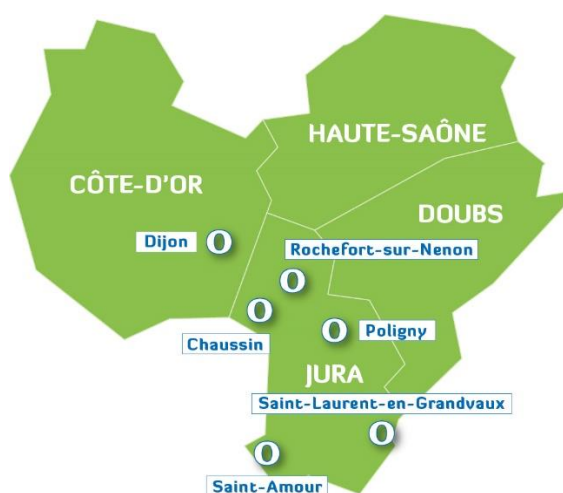 HAUTE-SAÔNE
CÔTE-D'OR
DOUBS
Dijon
Rochefort-sur-Nenon
Chaussin
Poligny
JURA
Saint-Laurent-en-Grandvaux
Saint-Amour